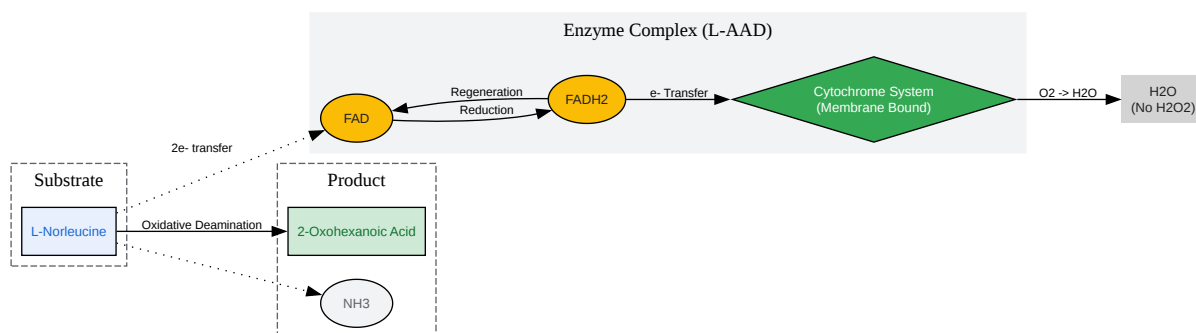 Enzyme Complex (L-AAD)
Regeneration
Reduction
FAD
FADH2
e- Transfer
Cytochrome System
(Membrane Bound)
O2 -> H2O
H2O
(No H2O2)
2e- transfer
Substrate
L-Norleucine
Oxidative Deamination
Product
2-Oxohexanoic Acid
NH3